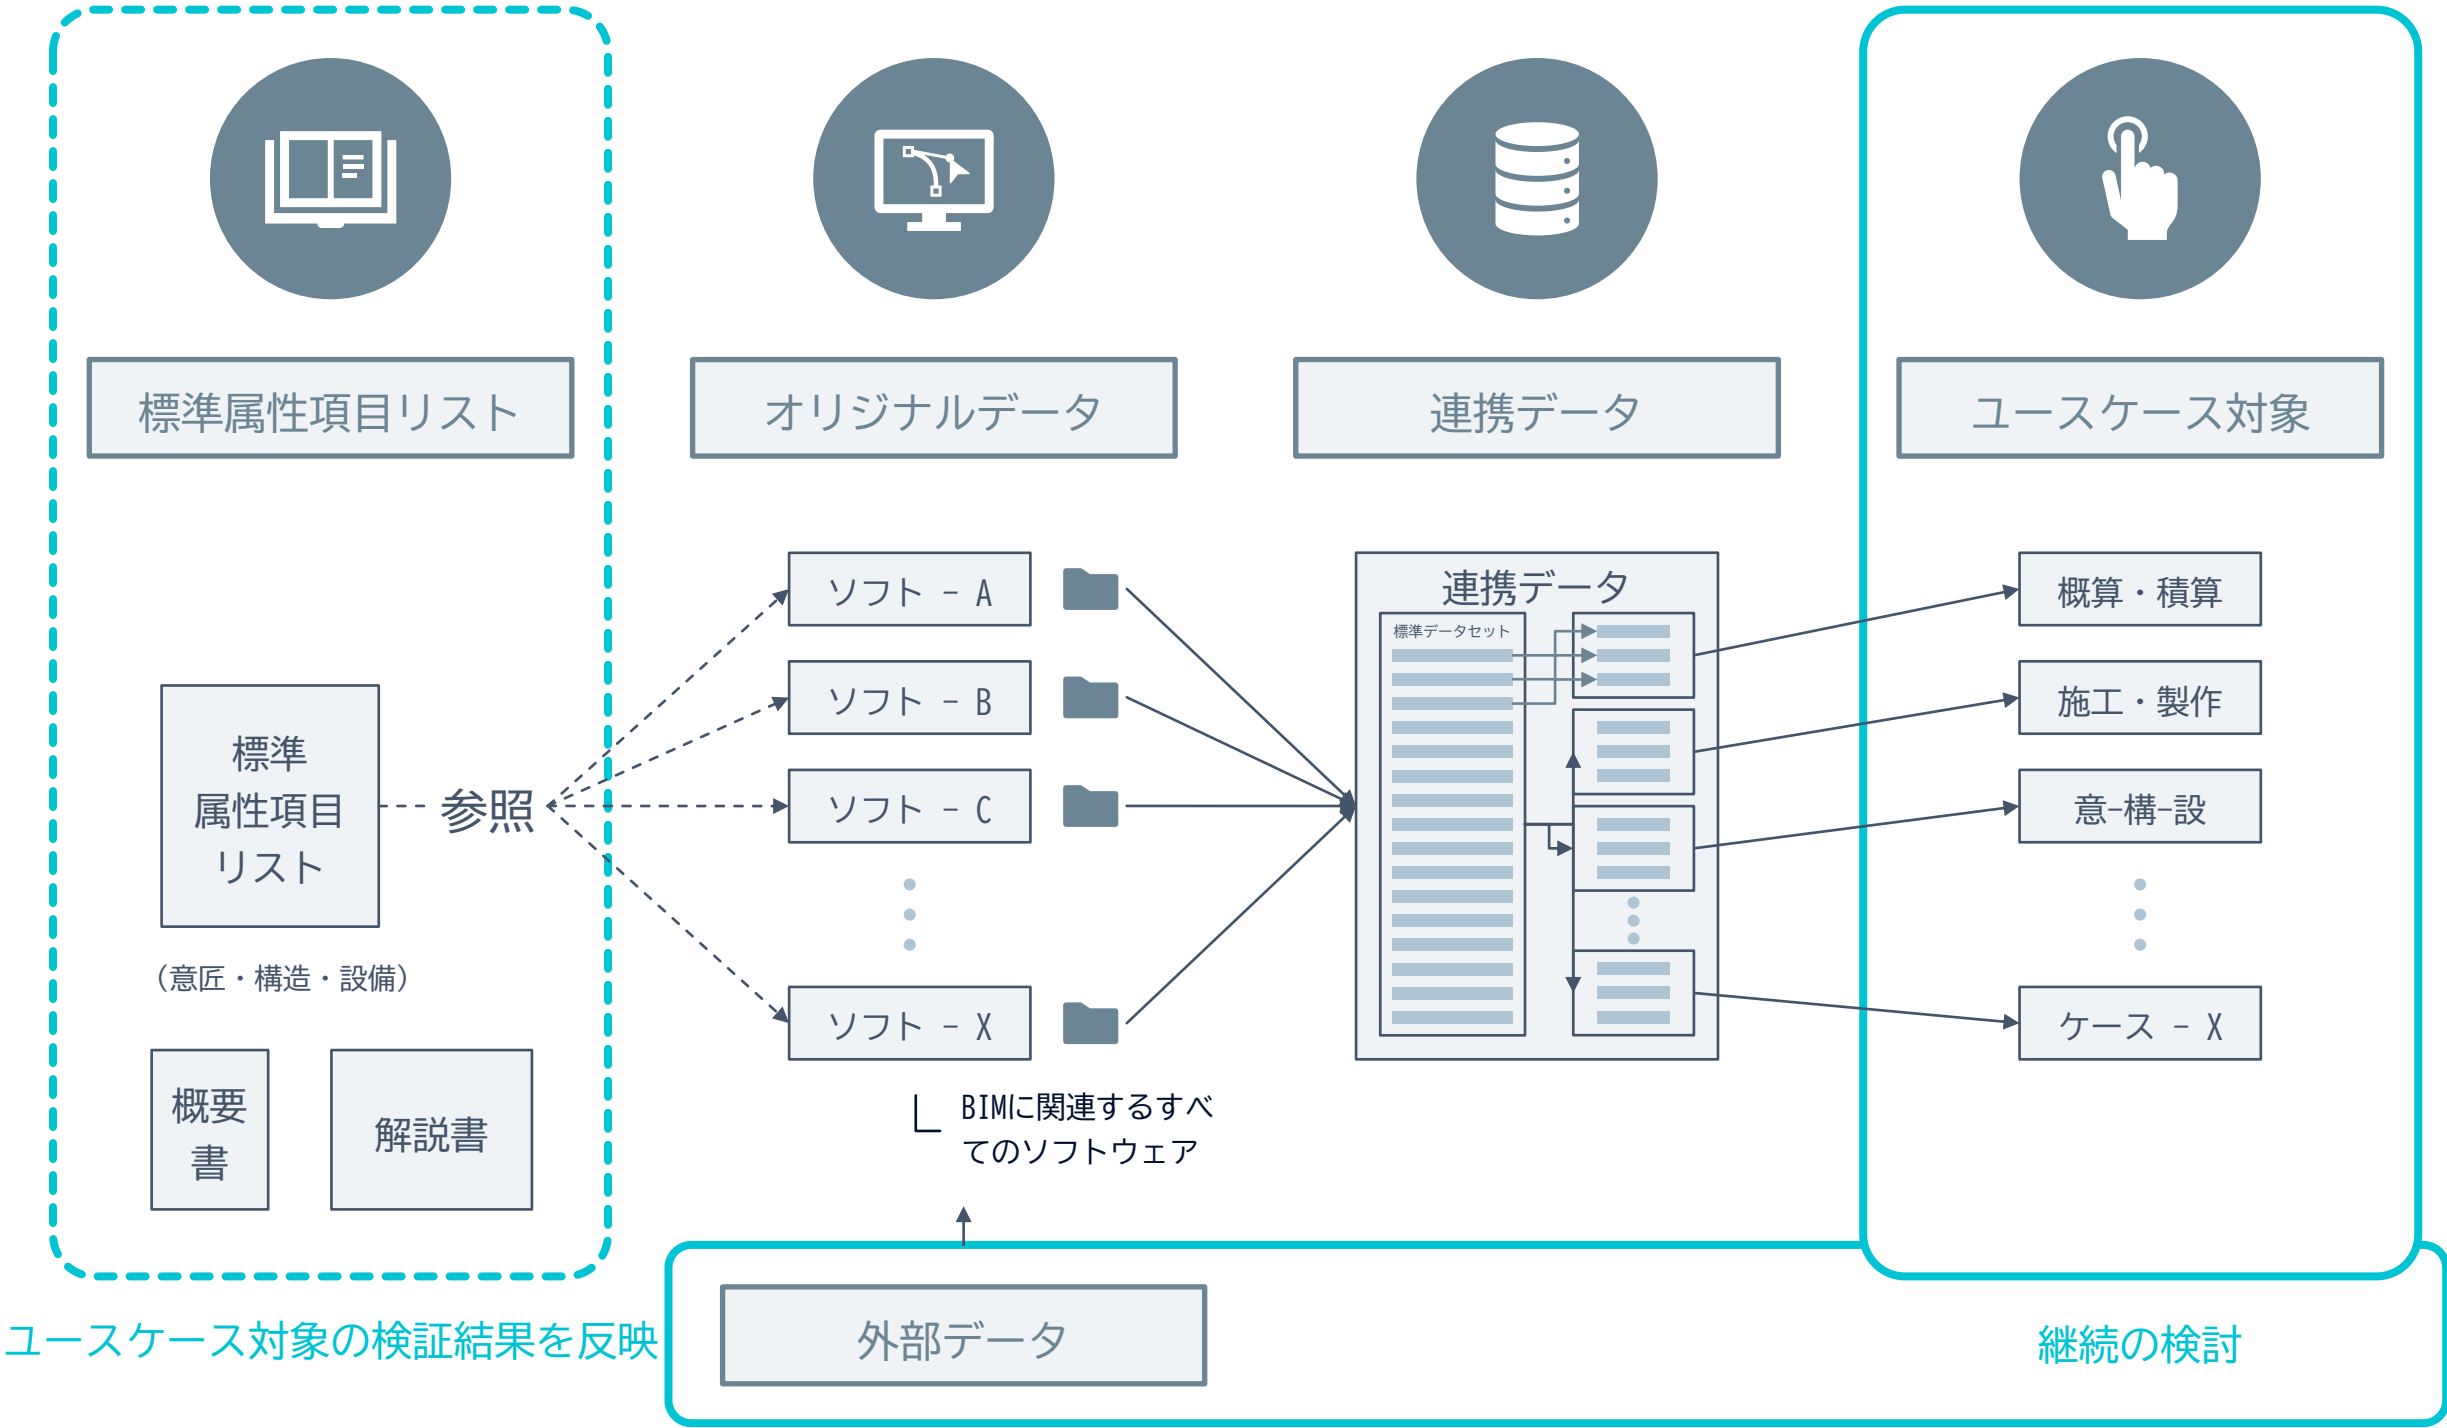 標準属性項目リスト
オリジナルデータ
連携データ
ユースケース対象
標準
属性項目
リスト
参照
(意匠・構造・設備)
概要
書
解説書
ソフト － A
ソフト － B
ソフト － C
ソフト － X
BIMに関連するすべ
てのソフトウェア
連携データ
標準データセット
概算・積算
施工・製作
意−構−設
ケース － X
ユースケース対象の検証結果を反映
外部データ
継続の検討